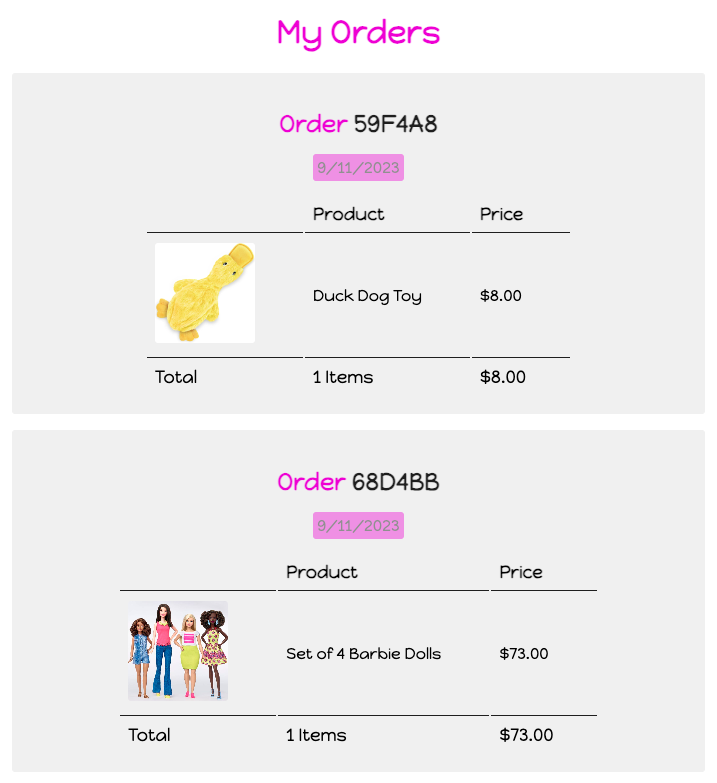 My Orders
Order 59F4A8
9/11/2023
Product Price
Duck Dog Toy $8.00
Total 1 Items $8.00
Order 68D4BB
9/11/2023
Product Price
Set of 4 Barbie Dolls $73.00
Total 1 Items $73.00